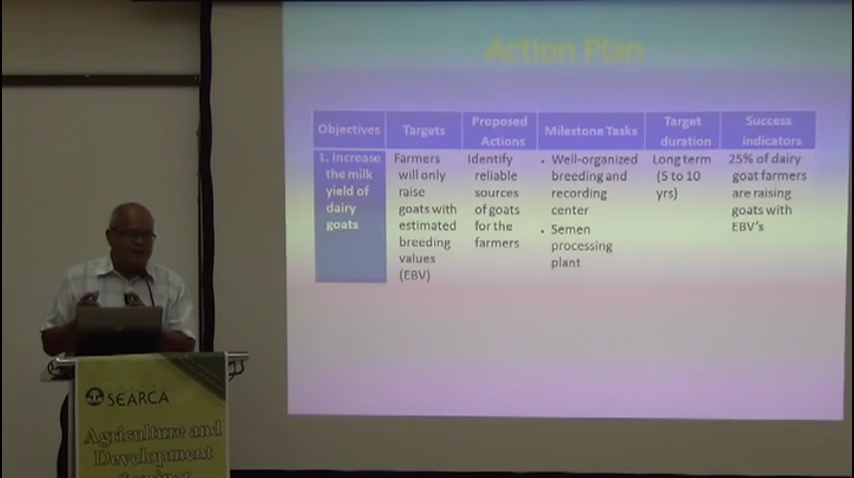 Action Plan
Objectives
Targets
Proposed
Actions
Milestone Tasks
Target
duration
Success
indicators
1. Increase
the milk
yield of
dairy
goats
Farmers
will only
raise
goats with
estimated
breeding
values
(EBV)
Identify
reliable
sources
of goats
for the
farmers
• Well-organized
breeding and
recording
center
• Semen
processing
plant
Long term
(5 to 10
yrs)
25% of dairy
goat farmers
are raising
goats with
EBV's
SEARCA
Agriculture and
Development
Seminar